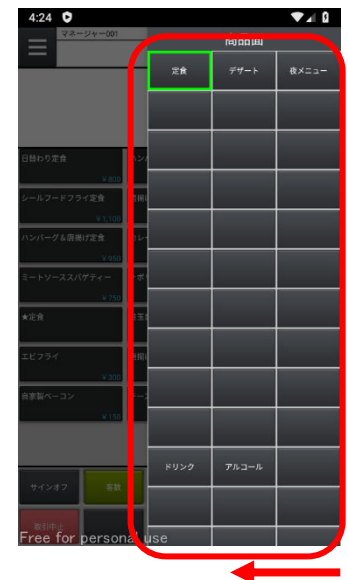 4:24
マネージャー001
商品面
定食 デザート 夜メニュー
日替わり定食
¥800
シールフードフライ定食
¥1,100
ハンバーグ&唐揚げ定食
¥950
ミートソーススパゲティー
¥750
★定食
エビフライ
¥300
自家製ベーコン
¥150
ドリンク アルコール
サインオフ 客数
取引中止
Free for personal use